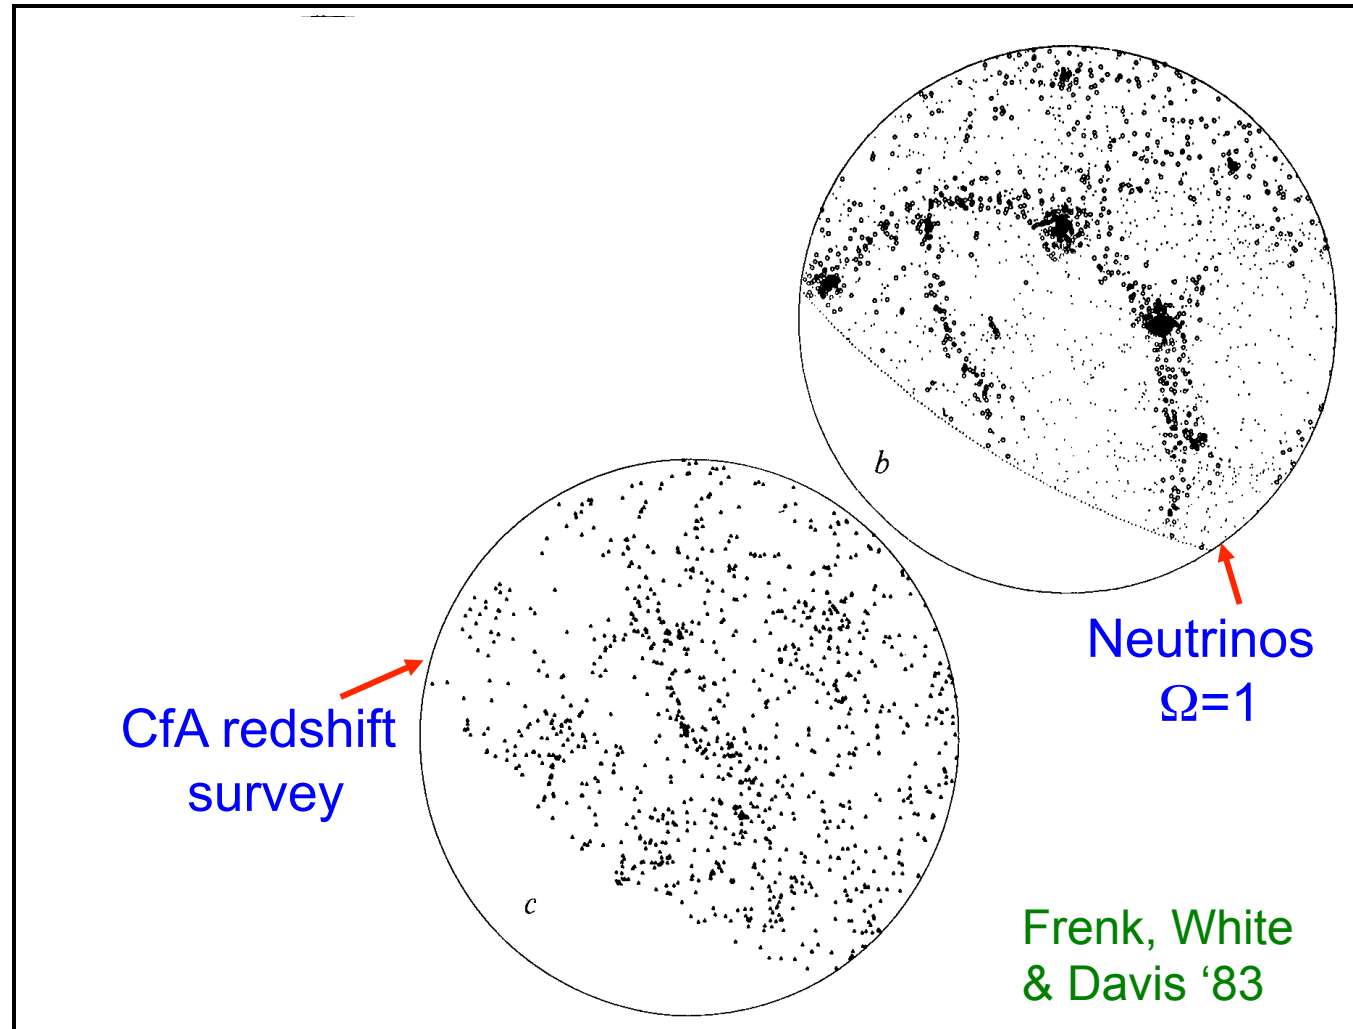 b
Neutrinos
Ω=1
CfA redshift
survey
c
Frenk, White
& Davis ‘83